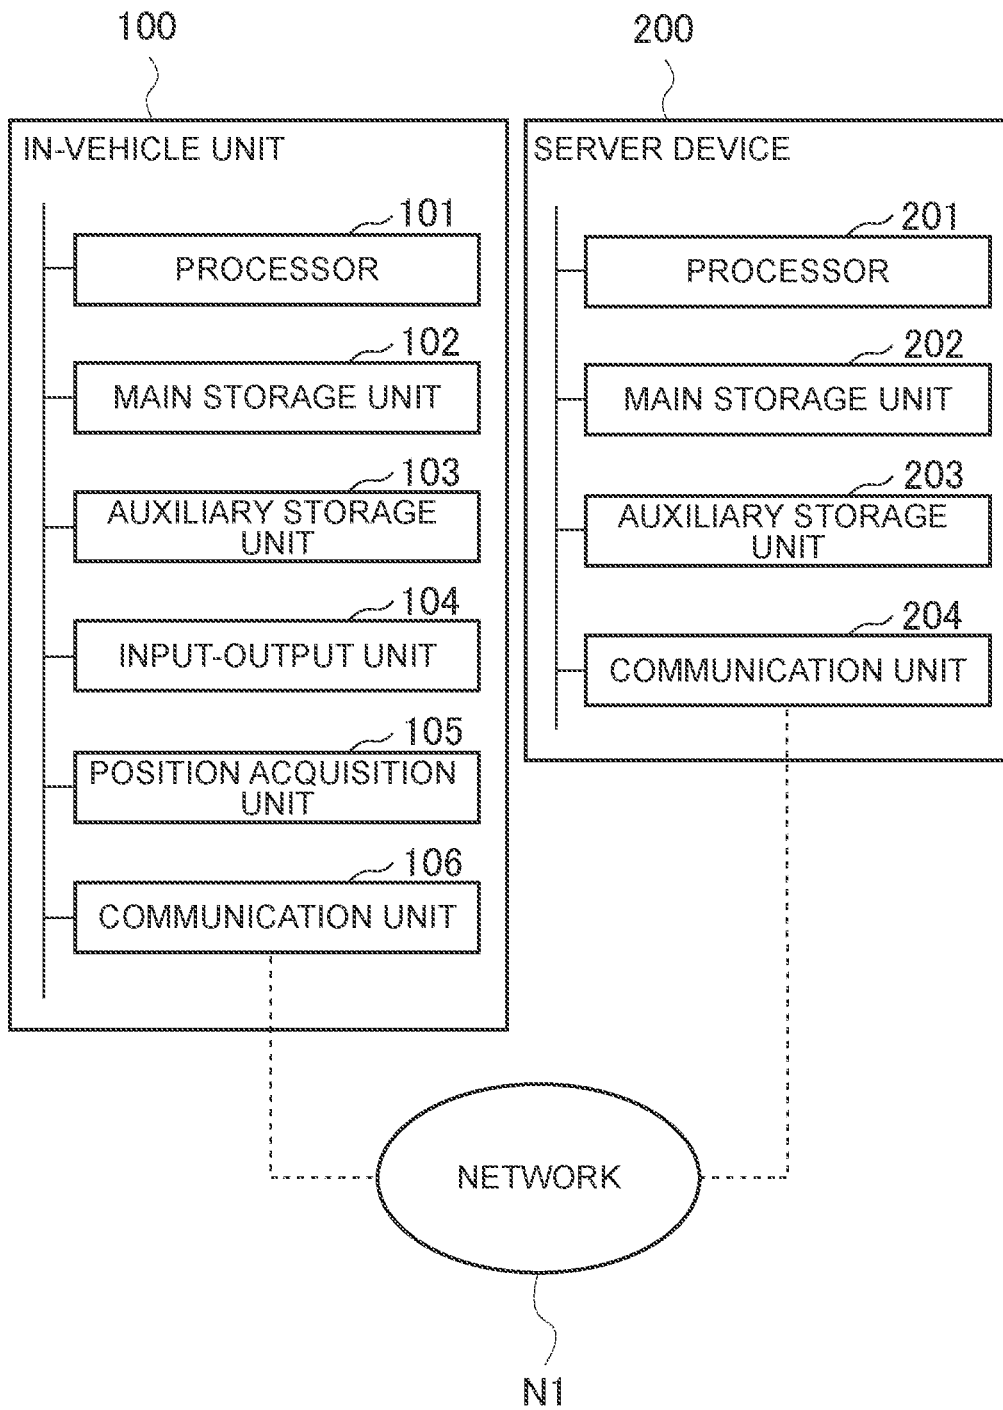 100
IN-VEHICLE UNIT
101
PROCESSOR
102
MAIN STORAGE UNIT
103
AUXILIARY STORAGE
UNIT
104
INPUT-OUTPUT UNIT
105
POSITION ACQUISITION
UNIT
106
COMMUNICATION UNIT
200
SERVER DEVICE
201
PROCESSOR
202
MAIN STORAGE UNIT
203
AUXILIARY STORAGE
UNIT
204
COMMUNICATION UNIT
NETWORK
N1